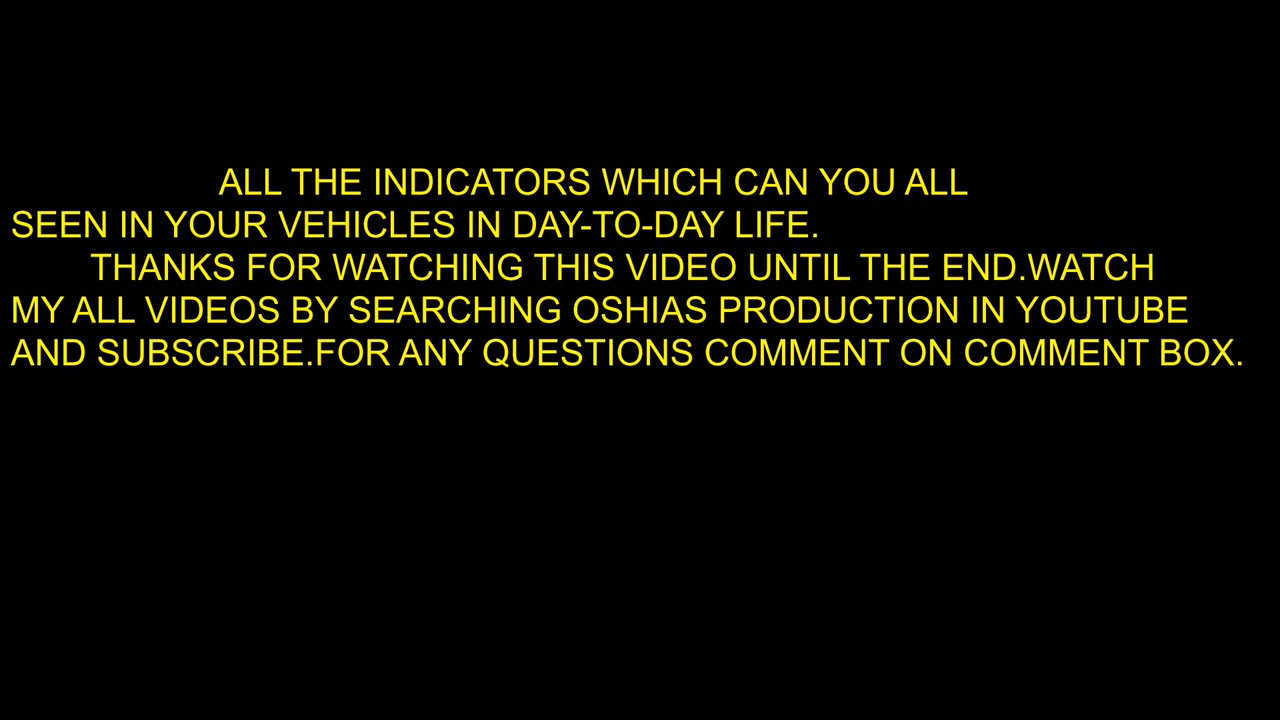 ALL THE INDICATORS WHICH CAN YOU ALL
SEEN IN YOUR VEHICLES IN DAY-TO-DAY LIFE.
THANKS FOR WATCHING THIS VIDEO UNTIL THE END.WATCH
MY ALL VIDEOS BY SEARCHING OSHIAS PRODUCTION IN YOUTUBE
AND SUBSCRIBE.FOR ANY QUESTIONS COMMENT ON COMMENT BOX.